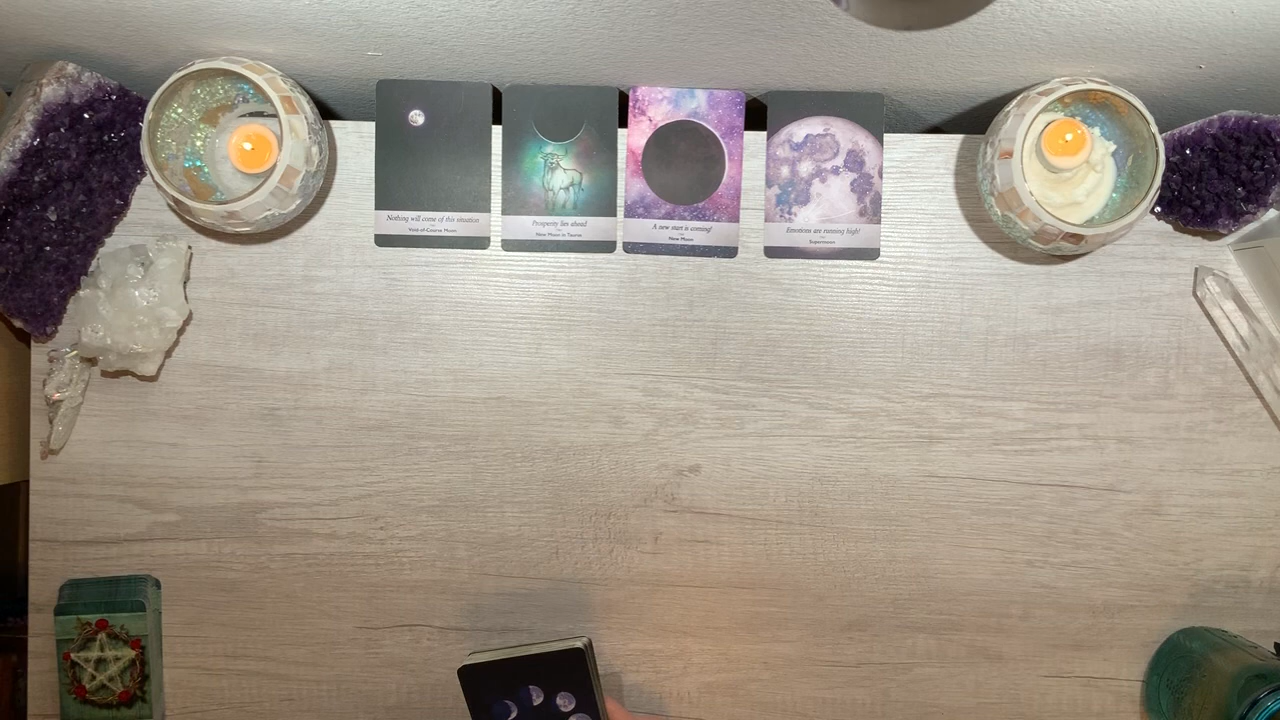 Nothing will come of this situation
Void-of-Course Moon
Prosperity lies ahead
New Moon in Taurus
A new start is coming!
New Moon
Emotions are running high!
Supermoon